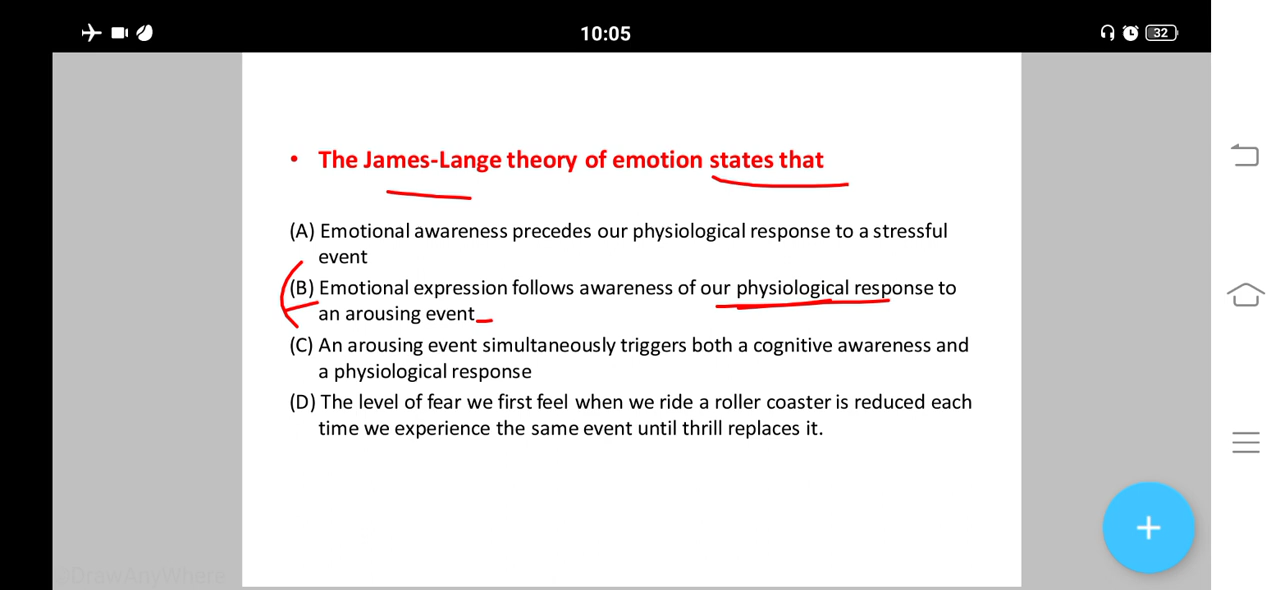 10:05
32
• The James-Lange theory of emotion states that
(A) Emotional awareness precedes our physiological response to a stressful
event
(B) Emotional expression follows awareness of our physiological response to
an arousing event
(C) An arousing event simultaneously triggers both a cognitive awareness and
a physiological response
(D) The level of fear we first feel when we ride a roller coaster is reduced each
time we experience the same event until thrill replaces it.
DrawAnyWhere